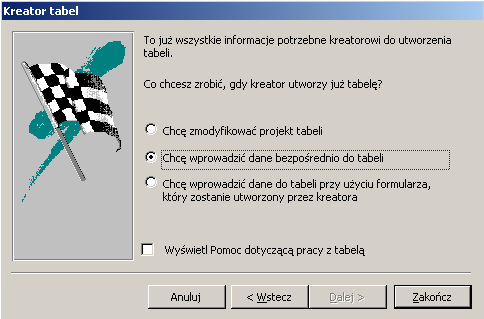 Kreator tabel
To już wszystkie informacje potrzebne kreatorowi do utworzenia
tabeli.
Co chcesz zrobić, gdy kreator utworzy już tabelę?
Chcę zmodyfikować projekt tabeli
Chcę wprowadzić dane bezpośrednio do tabeli
Chcę wprowadzić dane do tabeli przy użyciu formularza,
który zostanie utworzony przez kreatora
Wyświetl Pomoc dotyczącą pracy z tabelą
Anuluj
< Wstecz
Dalej >
Zakończ